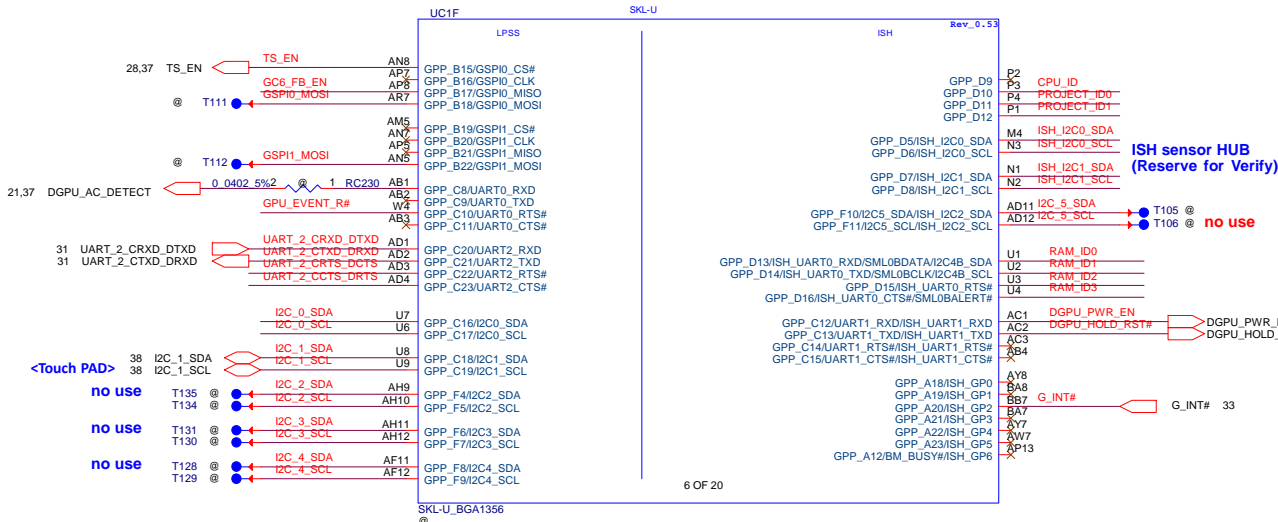 UC1F
SKL-U
Rev_0.53
LPSS
ISH
28,37 TS_EN
TS_EN
AN8
GPP_B15/GSPI0_CS#
AP7
GPP_B16/GSPI0_CLK
GC6_FB_EN
AP8
GPP_B17/GSPI0_MISO
@ T111
GSPI0_MOSI
AR7
GPP_B18/GSPI0_MOSI
AM5
GPP_B19/GSPI1_CS#
AN7
GPP_B20/GSPI1_CLK
AP5
GPP_B21/GSPI1_MISO
@ T112
GSPI1_MOSI
AN5
GPP_B22/GSPI1_MOSI
21,37 DGPU_AC_DETECT
0_0402_5% 2 @ 1 RC230
AB1
GPP_C8/UART0_RXD
AB2
GPP_C9/UART0_TXD
GPU_EVENT_R#
W4
GPP_C10/UART0_RTS#
AB3
GPP_C11/UART0_CTS#
31 UART_2_CRXD_DTXD
UART_2_CRXD_DTXD
AD1
GPP_C20/UART2_RXD
31 UART_2_CTXD_DRXD
UART_2_CTXD_DRXD
AD2
GPP_C21/UART2_TXD
UART_2_CRTS_DCTS
AD3
GPP_C22/UART2_RTS#
UART_2_CCTS_DRTS
AD4
GPP_C23/UART2_CTS#
I2C_0_SDA
U7
GPP_C16/I2C0_SDA
I2C_0_SCL
U6
GPP_C17/I2C0_SCL
<Touch PAD>
38 I2C_1_SDA
I2C_1_SDA
U8
GPP_C18/I2C1_SDA
38 I2C_1_SCL
I2C_1_SCL
U9
GPP_C19/I2C1_SCL
no use
T135 @
I2C_2_SDA
AH9
GPP_F4/I2C2_SDA
T134 @
I2C_2_SCL
AH10
GPP_F5/I2C2_SCL
no use
T131 @
I2C_3_SDA
AH11
GPP_F6/I2C3_SDA
T130 @
I2C_3_SCL
AH12
GPP_F7/I2C3_SCL
no use
T128 @
I2C_4_SDA
AF11
GPP_F8/I2C4_SDA
T129 @
I2C_4_SCL
AF12
GPP_F9/I2C4_SCL
GPP_D9
P2
GPP_D10
P3
CPU_ID
GPP_D11
P4
PROJECT_ID0
GPP_D12
P1
PROJECT_ID1
GPP_D5/ISH_I2C0_SDA
M4
ISH_I2C0_SDA
GPP_D6/ISH_I2C0_SCL
N3
ISH_I2C0_SCL
ISH sensor HUB
(Reserve for Verify)
GPP_D7/ISH_I2C1_SDA
N1
ISH_I2C1_SDA
GPP_D8/ISH_I2C1_SCL
N2
ISH_I2C1_SCL
GPP_F10/I2C5_SDA/ISH_I2C2_SDA
AD11
I2C_5_SDA
T105 @
GPP_F11/I2C5_SCL/ISH_I2C2_SCL
AD12
I2C_5_SCL
T106 @
no use
GPP_D13/ISH_UART0_RXD/SML0BDATA/I2C4B_SDA
U1
RAM_ID0
GPP_D14/ISH_UART0_TXD/SML0BCLK/I2C4B_SCL
U2
RAM_ID1
GPP_D15/ISH_UART0_RTS#
U3
RAM_ID2
GPP_D16/ISH_UART0_CTS#/SML0BALERT#
U4
RAM_ID3
GPP_C12/UART1_RXD/ISH_UART1_RXD
AC1
DGPU_PWR_EN
DGPU_PWR_
GPP_C13/UART1_TXD/ISH_UART1_TXD
AC2
DGPU_HOLD_RST#
DGPU_HOLD_
GPP_C14/UART1_RTS#/ISH_UART1_RTS#
AC3
GPP_C15/UART1_CTS#/ISH_UART1_CTS#
AB4
GPP_A18/ISH_GP0
AY8
GPP_A19/ISH_GP1
BA8
GPP_A20/ISH_GP2
BB7
G_INT#
G_INT# 33
GPP_A21/ISH_GP3
BA7
GPP_A22/ISH_GP4
AY7
GPP_A23/ISH_GP5
AW7
GPP_A12/BM_BUSY#/ISH_GP6
AP13
6 OF 20
SKL-U_BGA1356
@